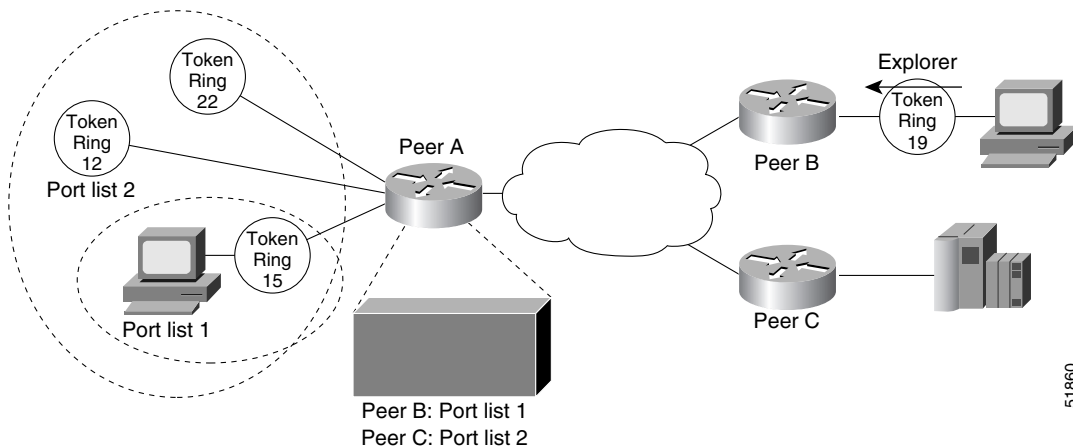 Token
Ring
22
Token
Ring
12
Port list 2
Token
Ring
15
Port list 1
Peer A
Peer B: Port list 1
Peer C: Port list 2
Explorer
Token
Ring
19
Peer B
Peer C
51860